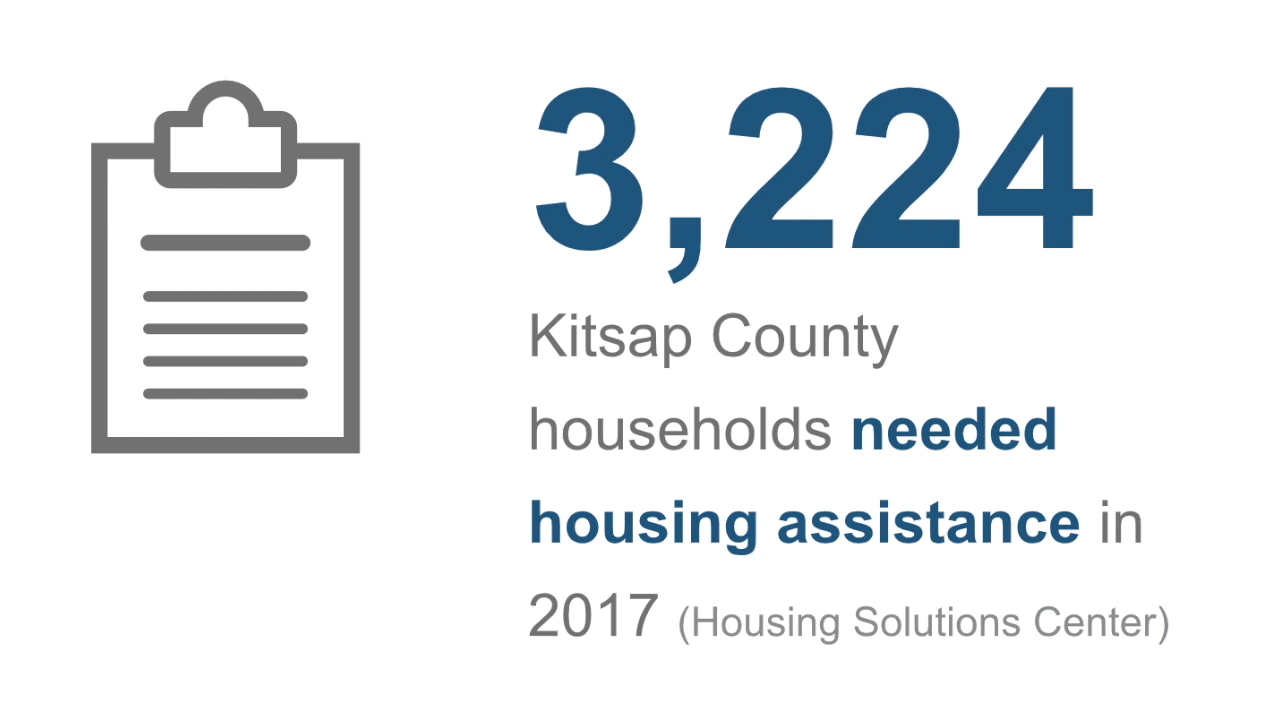 3,224
Kitsap County
households needed
housing assistance in
2017 (Housing Solutions Center)